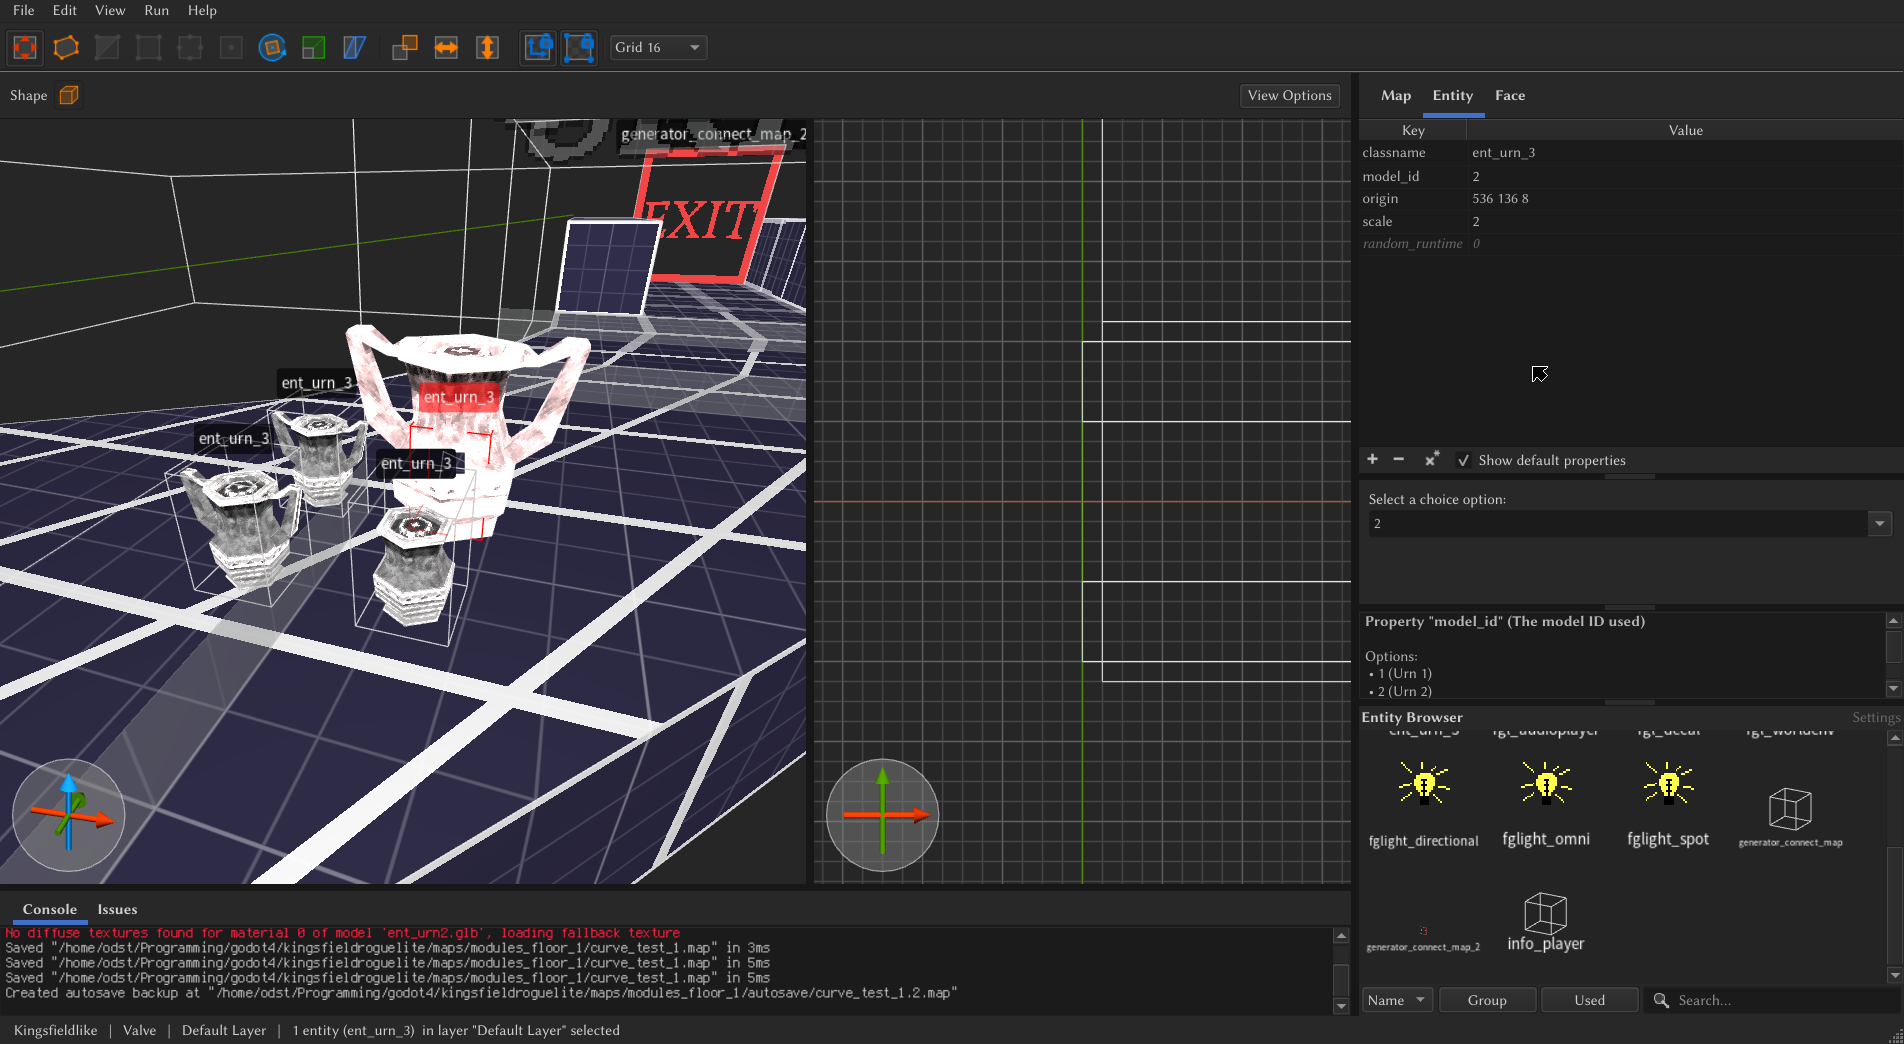 File Edit View Run Help
Grid 16
Shape
View Options
generator_connect_map_2
EXIT
ent_urn_3
ent_urn_3
ent_urn_3
ent_urn_3
Map Entity Face
Key Value
classname ent_urn_3
model_id 2
origin 536 136 8
scale 2
random_runtime 0
Show default properties
Select a choice option:
2
Property "model_id" (The model ID used)
Options:
• 1 (Urn 1)
• 2 (Urn 2)
Entity Browser Settings
ent_urn_3 fgl_audioplayer fgl_decal fgl_worldenv
fglight_directional fglight_omni fglight_spot generator_connect_map
generator_connect_map_2 info_player
Name Group Used Search...
Console Issues
No diffuse textures found for material 0 of model 'ent_urn2.glb', loading fallback texture
Saved "/home/odst/Programming/godot4/kingsfieldroguelite/maps/modules_floor_1/curve_test_1.map" in 3ms
Saved "/home/odst/Programming/godot4/kingsfieldroguelite/maps/modules_floor_1/curve_test_1.map" in 5ms
Saved "/home/odst/Programming/godot4/kingsfieldroguelite/maps/modules_floor_1/curve_test_1.map" in 5ms
Created autosave backup at "/home/odst/Programming/godot4/kingsfieldroguelite/maps/modules_floor_1/autosave/curve_test_1.2.map"
Kingsfieldlike | Valve | Default Layer | 1 entity (ent_urn_3) in layer "Default Layer" selected